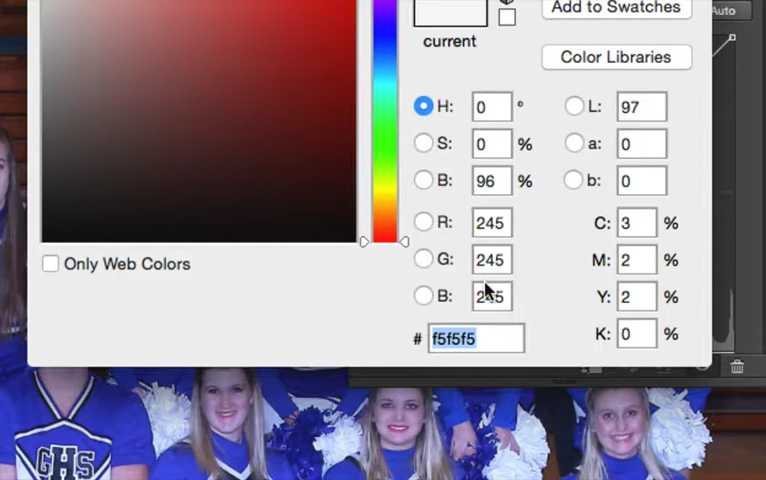 Add to Swatches
Auto
current
Color Libraries
H: 0 °
L: 97
S: 0 %
a: 0
B: 96 %
b: 0
R: 245
C: 3 %
G: 245
M: 2 %
Only Web Colors
B: 245
Y: 2 %
# f5f5f5
K: 0 %
GHS